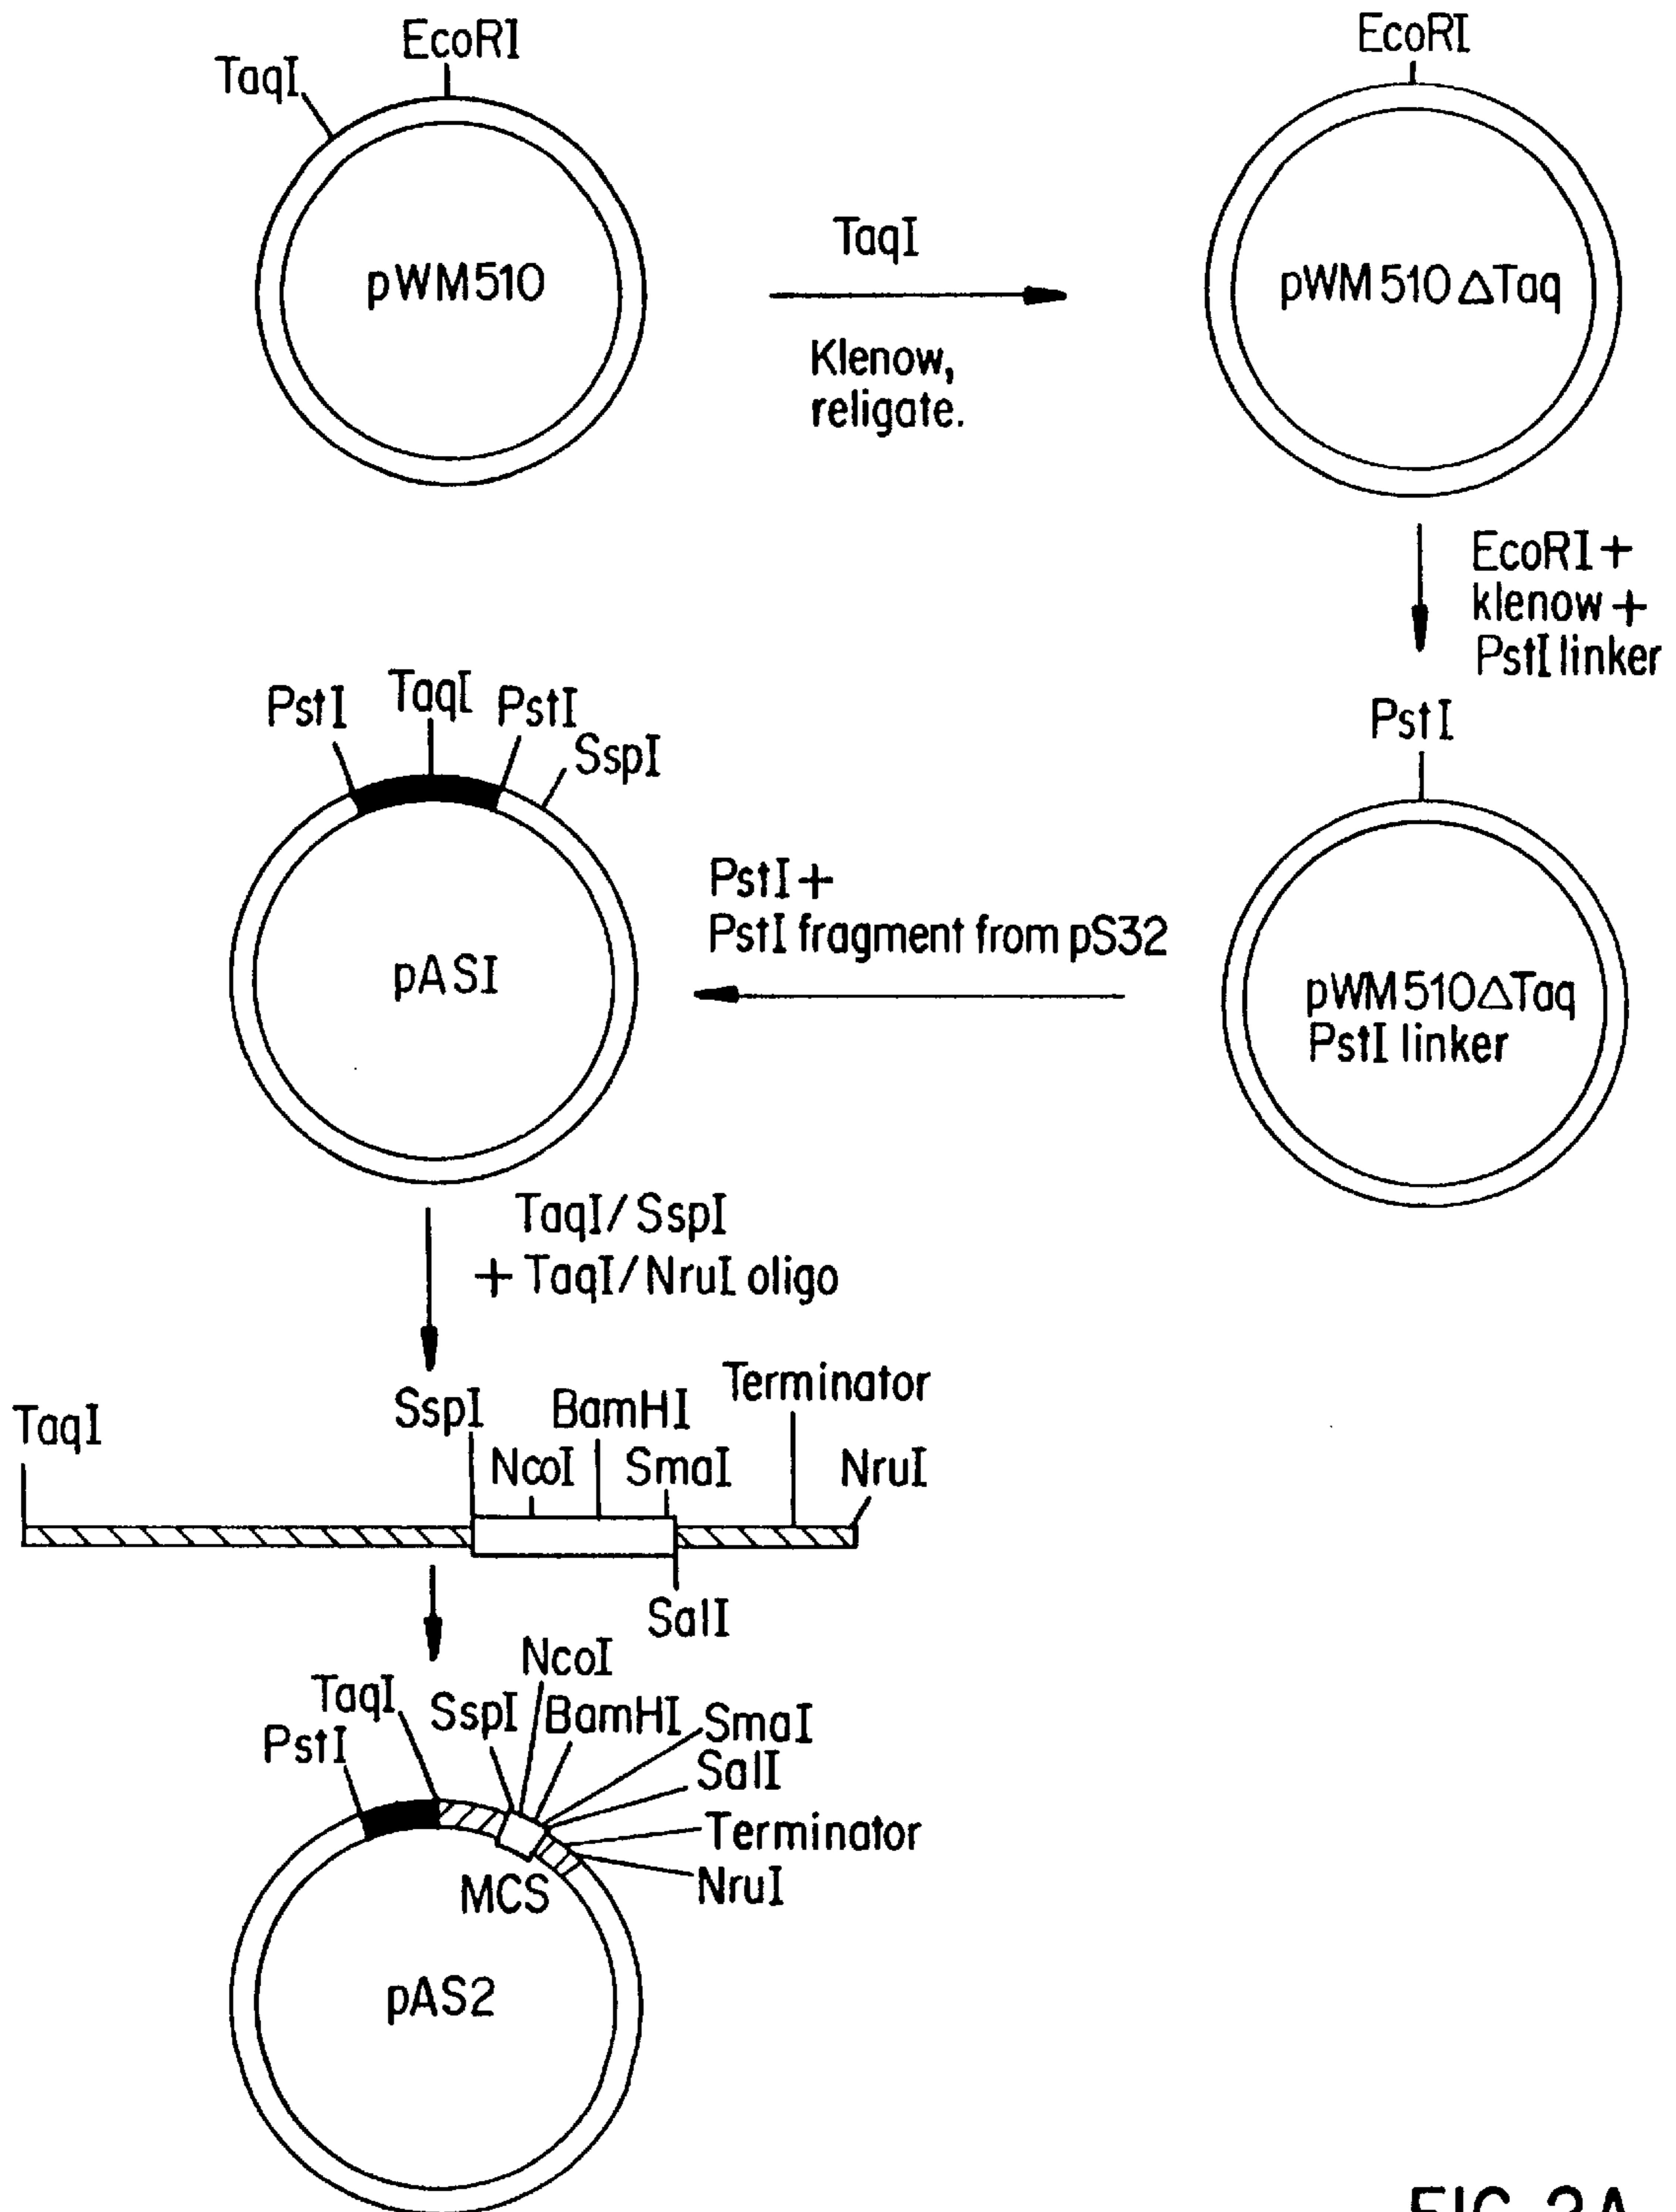 EcoRI
TaqI
pWM510
TaqI
Klenow,
religate.
EcoRI
pWM510ΔTaq
EcoRI+
klenow+
PstI linker
PstI
pWM510ΔTaq
PstI linker
PstI+
PstI fragment from pS32
PstI
TaqI
PstI
SspI
pASI
TaqI/SspI
+ TaqI/NruI oligo
TaqI
SspI
NcoI
BamHI
SmaI
Terminator
NruI
SalI
PstI
TaqI
SspI
NcoI
BamHI
SmaI
SalI
Terminator
NruI
MCS
pAS2